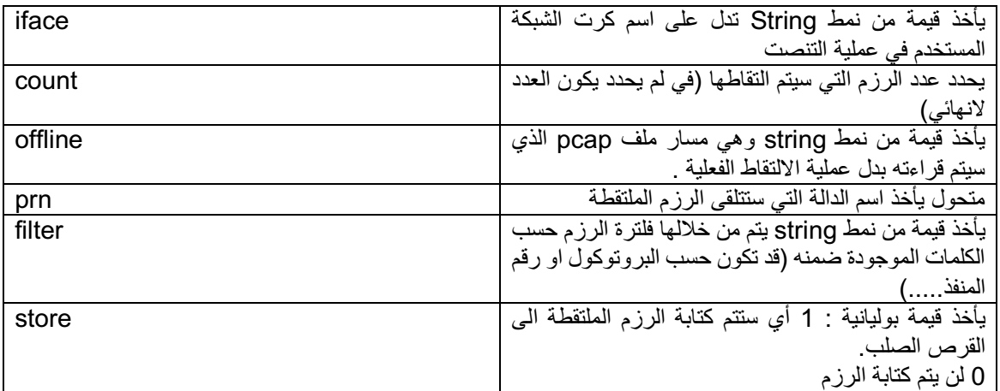 iface
يأخذ قيمة من نمط String تدل على اسم كرت الشبكة
المستخدم في عملية التنصت
count
يحدد عدد الرزم التي سيتم التقاطها (في لم يحدد يكون العدد
لانهائي)
offline
يأخذ قيمة من نمط string وهي مسار ملف pcap الذي
سيتم قراءته بدل عملية الالتقاط الفعلية .
prn
متحول يأخذ اسم الدالة التي ستتلقى الرزم الملتقطة
filter
يأخذ قيمة من نمط string يتم من خلالها فلترة الرزم حسب
الكلمات الموجودة ضمنه (قد تكون حسب البروتوكول او رقم
المنفذ.....)
store
يأخذ قيمة بوليانية : 1 أي ستتم كتابة الرزم الملتقطة الى
القرص الصلب.
0 لن يتم كتابة الرزم